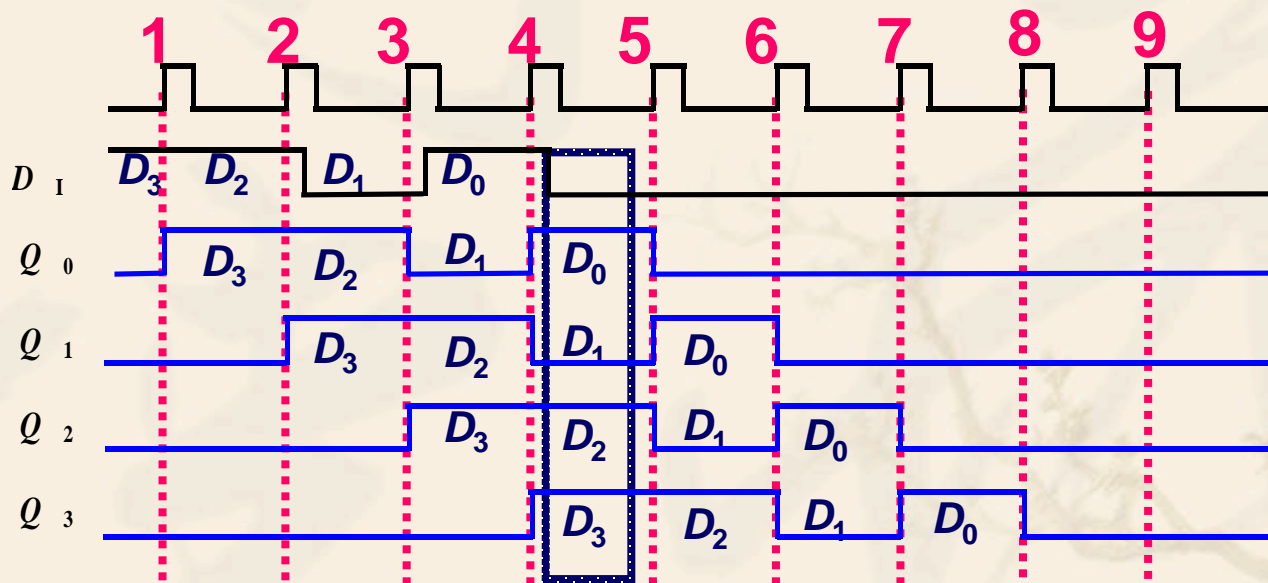 1 2 3 4 5 6 7 8 9
D I D3 D2 D1 D0
Q 0 D3 D2 D1 D0
Q 1 D3 D2 D1 D0
Q 2 D3 D2 D1 D0
Q 3 D3 D2 D1 D0